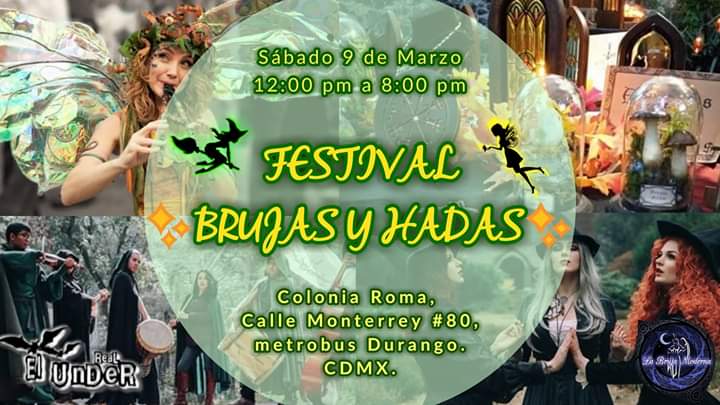 Sábado 9 de Marzo
12:00 pm a 8:00 pm
FESTIVAL
BRUJAS Y HADAS
Colonia Roma,
Calle Monterrey #80,
metrobus Durango.
CDMX.
Real
El UnDeR
La Bruja Moderna